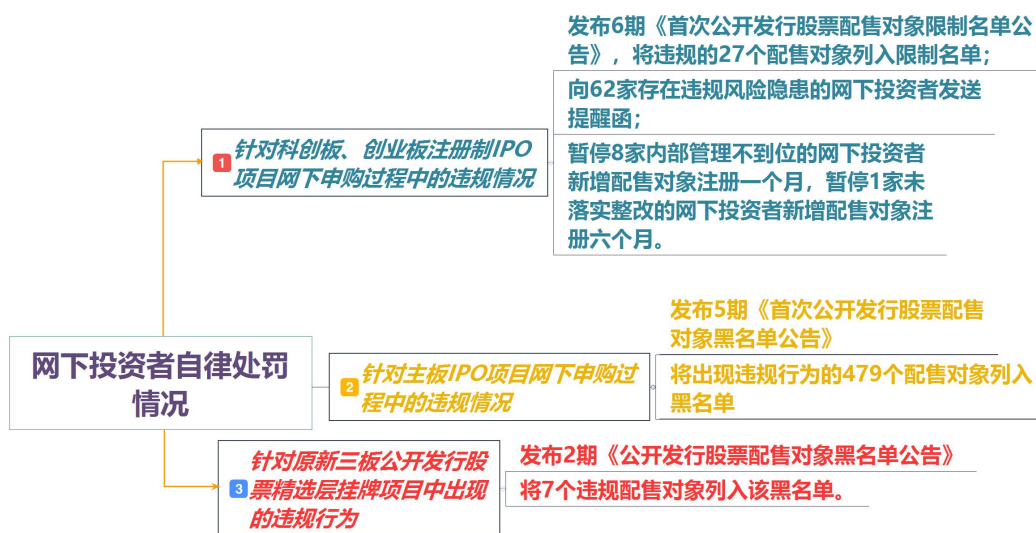 发布6期《首次公开发行股票配售对象限制名单公
告》，将违规的27个配售对象列入限制名单；
向62家存在违规风险隐患的网下投资者发送
提醒函；
1
针对科创板、创业板注册制IPO
项目网下申购过程中的违规情况
暂停8家内部管理不到位的网下投资者
新增配售对象注册一个月，暂停1家未
落实整改的网下投资者新增配售对象注
册六个月。
网下投资者自律处罚
情况
2
针对主板IPO项目网下申购过
程中的违规情况
发布5期《首次公开发行股票配售
对象黑名单公告》
将出现违规行为的479个配售对象列入
黑名单
3
针对原新三板公开发行股
票精选层挂牌项目中出现
的违规行为
发布2期《公开发行股票配售对象黑名单公告》
将7个违规配售对象列入该黑名单。